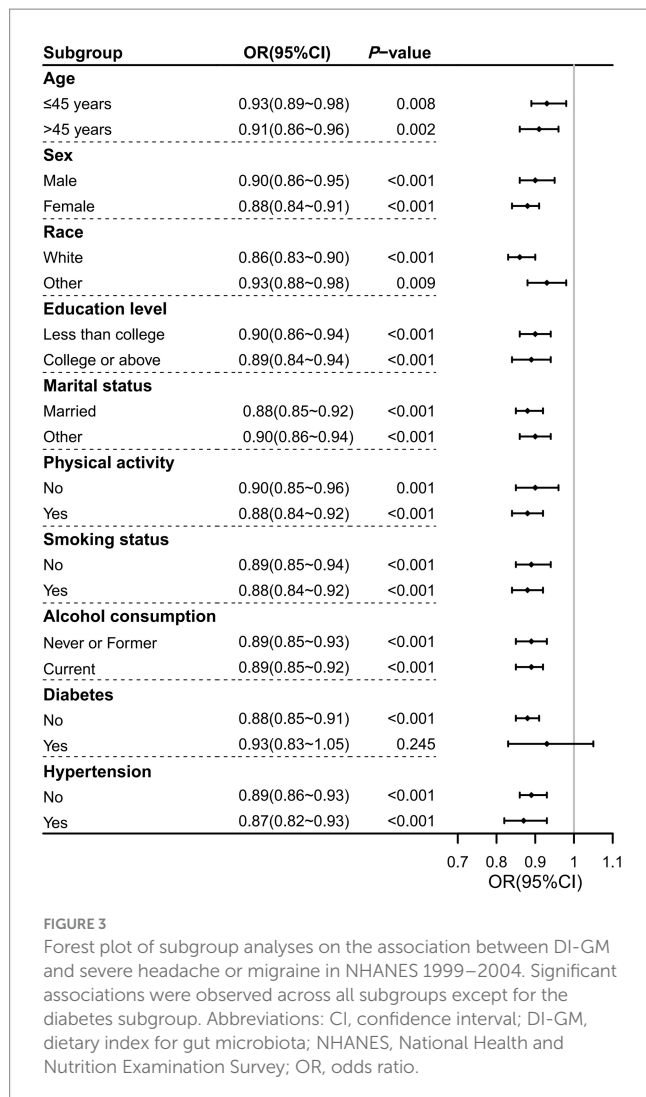 Subgroup OR(95%CI) P−value
Age
≤45 years 0.93(0.89~0.98) 0.008
>45 years 0.91(0.86~0.96) 0.002
Sex
Male 0.90(0.86~0.95) <0.001
Female 0.88(0.84~0.91) <0.001
Race
White 0.86(0.83~0.90) <0.001
Other 0.93(0.88~0.98) 0.009
Education level
Less than college 0.90(0.86~0.94) <0.001
College or above 0.89(0.84~0.94) <0.001
Marital status
Married 0.88(0.85~0.92) <0.001
Other 0.90(0.86~0.94) <0.001
Physical activity
No 0.90(0.85~0.96) 0.001
Yes 0.88(0.84~0.92) <0.001
Smoking status
No 0.89(0.85~0.94) <0.001
Yes 0.88(0.84~0.92) <0.001
Alcohol consumption
Never or Former 0.89(0.85~0.93) <0.001
Current 0.89(0.85~0.92) <0.001
Diabetes
No 0.88(0.85~0.91) <0.001
Yes 0.93(0.83~1.05) 0.245
Hypertension
No 0.89(0.86~0.93) <0.001
Yes 0.87(0.82~0.93) <0.001
0.7 0.8 0.9 1 1.1
OR(95%CI)
FIGURE 3
Forest plot of subgroup analyses on the association between DI-GM
and severe headache or migraine in NHANES 1999–2004. Significant
associations were observed across all subgroups except for the
diabetes subgroup. Abbreviations: CI, confidence interval; DI-GM,
dietary index for gut microbiota; NHANES, National Health and
Nutrition Examination Survey; OR, odds ratio.